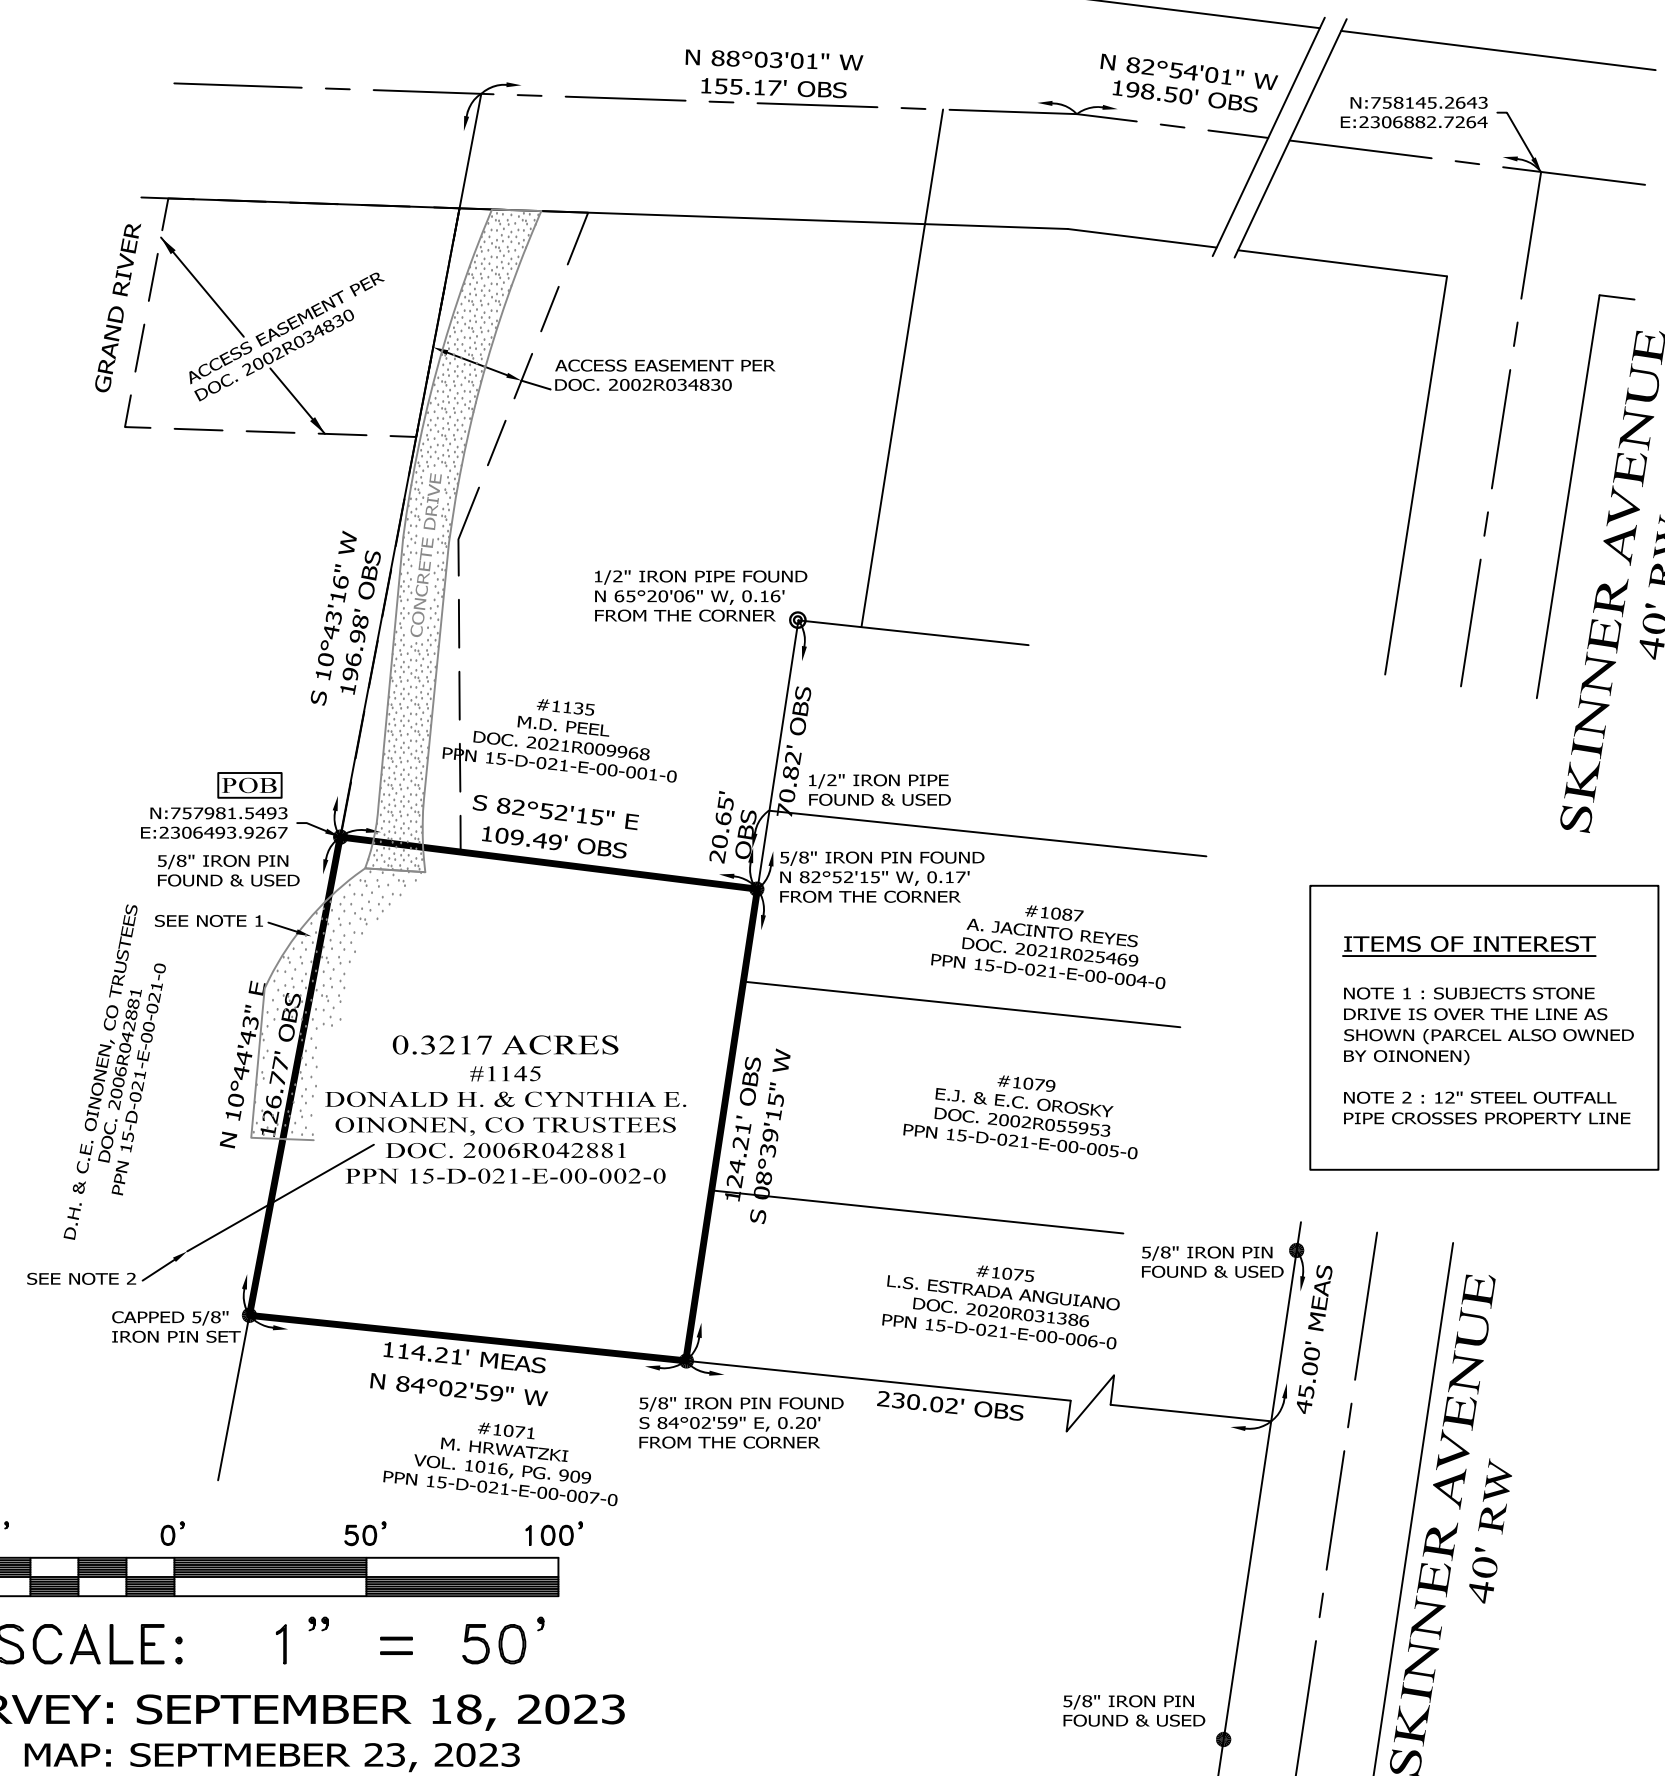 N 88°03'01" W
155.17' OBS
N 82°54'01" W
198.50' OBS
N:758145.2643
E:2306882.7264
GRAND RIVER
ACCESS EASEMENT PER
DOC. 2002R034830
ACCESS EASEMENT PER
DOC. 2002R034830
CONCRETE DRIVE
S 10°43'16" W
196.98' OBS
1/2" IRON PIPE FOUND
N 65°20'06" W, 0.16'
FROM THE CORNER
SKINNER AVENUE
40' RW
#1135
M.D. PEEL
DOC. 2021R009968
PPN 15-D-021-E-00-001-0
70.82' OBS
POB
N:757981.5493
E:2306493.9267
5/8" IRON PIN
FOUND & USED
S 82°52'15" E
109.49' OBS
20.65'
OBS
1/2" IRON PIPE
FOUND & USED
5/8" IRON PIN FOUND
N 82°52'15" W, 0.17'
FROM THE CORNER
SEE NOTE 1
#1087
A. JACINTO REYES
DOC. 2021R025469
PPN 15-D-021-E-00-004-0
ITEMS OF INTEREST
NOTE 1 : SUBJECTS STONE
DRIVE IS OVER THE LINE AS
SHOWN (PARCEL ALSO OWNED
BY OINONEN)
NOTE 2 : 12" STEEL OUTFALL
PIPE CROSSES PROPERTY LINE
D.H. & C.E. OINONEN, CO TRUSTEES
DOC. 2006R042881
PPN 15-D-021-E-00-021-0
N 10°44'43" E
126.77' OBS
0.3217 ACRES
#1145
DONALD H. & CYNTHIA E.
OINONEN, CO TRUSTEES
DOC. 2006R042881
PPN 15-D-021-E-00-002-0
124.21' OBS
S 08°39'15" W
#1079
E.J. & E.C. OROSKY
DOC. 2002R055953
PPN 15-D-021-E-00-005-0
SEE NOTE 2
CAPPED 5/8"
IRON PIN SET
#1075
L.S. ESTRADA ANGUIANO
DOC. 2020R031386
PPN 15-D-021-E-00-006-0
5/8" IRON PIN
FOUND & USED
45.00' MEAS
114.21' MEAS
N 84°02'59" W
5/8" IRON PIN FOUND
S 84°02'59" E, 0.20'
FROM THE CORNER
230.02' OBS
#1071
M. HRWATZKI
VOL. 1016, PG. 909
PPN 15-D-021-E-00-007-0
SKINNER AVENUE
40' RW
' 0' 50' 100'
SCALE: 1" = 50'
RVEY: SEPTEMBER 18, 2023
MAP: SEPTMEBER 23, 2023
5/8" IRON PIN
FOUND & USED